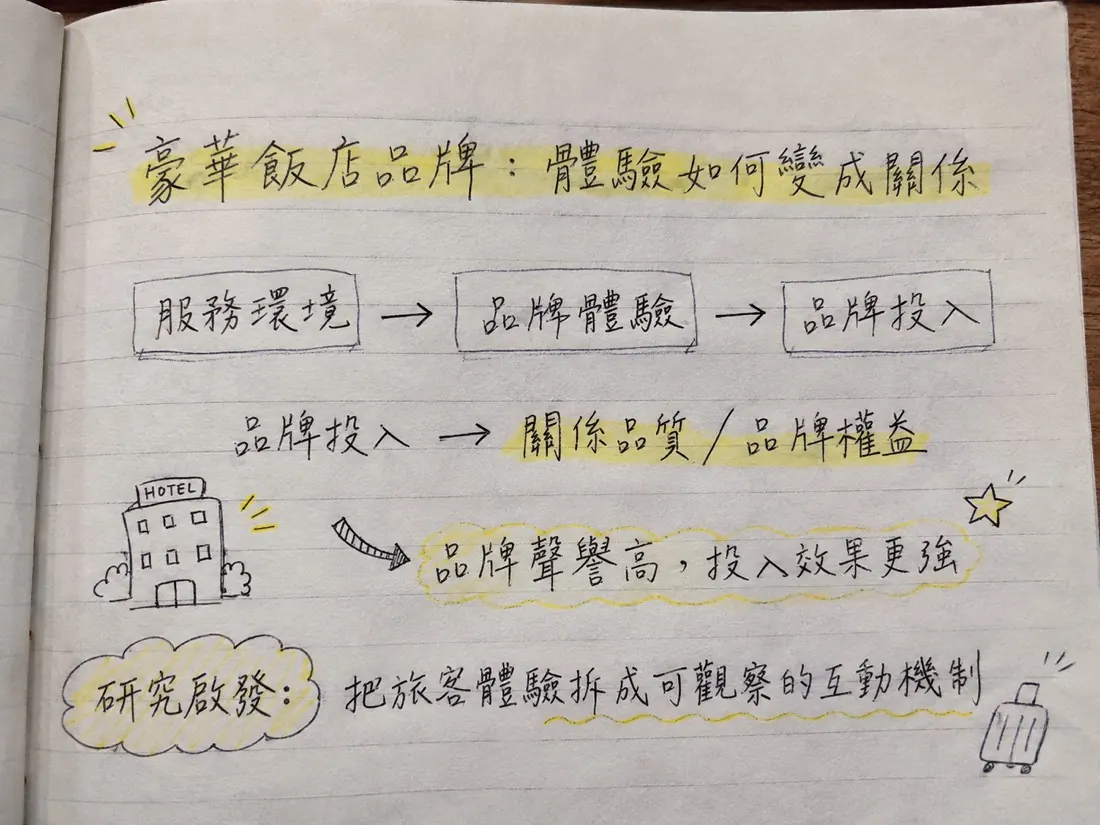 豪華飯店品牌：體驗如何變成關係
服務環境 → 品牌體驗 → 品牌投入
品牌投入 → 關係品質/品牌權益
HOTEL
品牌聲譽高，投入效果更強
研究啟發： 把旅客體驗拆成可觀察的互動機制